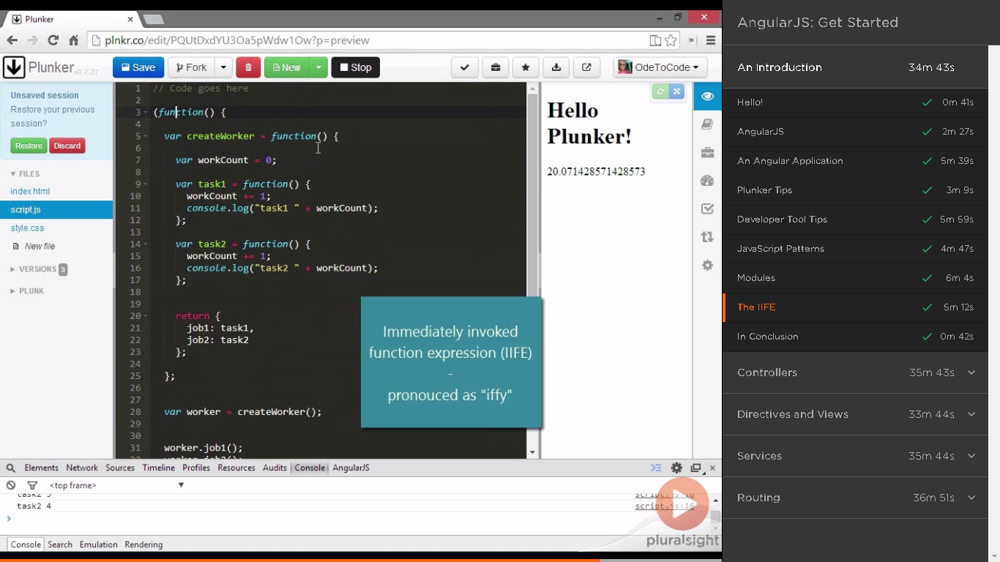 Plunker
plnkr.co/edit/PQUtDxdYU3Oa5pWdw1Ow?p=preview
Plunker v0.7.27
Save
Fork
New
Stop
OdeToCode
Unsaved session
Restore your previous
session?
Restore
Discard
FILES
index.html
script.js
style.css
New file
VERSIONS 5
PLUNK
1 // Code goes here
2
3 (function() {
4
5 var createWorker = function() {
6
7 var workCount = 0;
8
9 var task1 = function() {
10 workCount += 1;
11 console.log("task1 " + workCount);
12 };
13
14 var task2 = function() {
15 workCount += 1;
16 console.log("task2 " + workCount);
17 };
18
19
20 return {
21 job1: task1,
22 job2: task2
23 };
24
25 };
26
27
28 var worker = createWorker();
29
30
31 worker.job1();
Immediately invoked
function expression (IIFE)
-
pronouced as "iffy"
Hello
Plunker!
20.071428571428573
Elements Network Sources Timeline Profiles Resources Audits Console AngularJS
<top frame>
task2 4 script.js:16
Console Search Emulation Rendering
pluralsight
AngularJS: Get Started
An Introduction 34m 43s
Hello! 0m 41s
AngularJS 2m 27s
An Angular Application 5m 39s
Plunker Tips 3m 9s
Developer Tool Tips 5m 59s
JavaScript Patterns 4m 47s
Modules 6m 4s
The IIFE 5m 12s
In Conclusion 0m 42s
Controllers 35m 43s
Directives and Views 33m 44s
Services 35m 44s
Routing 36m 51s